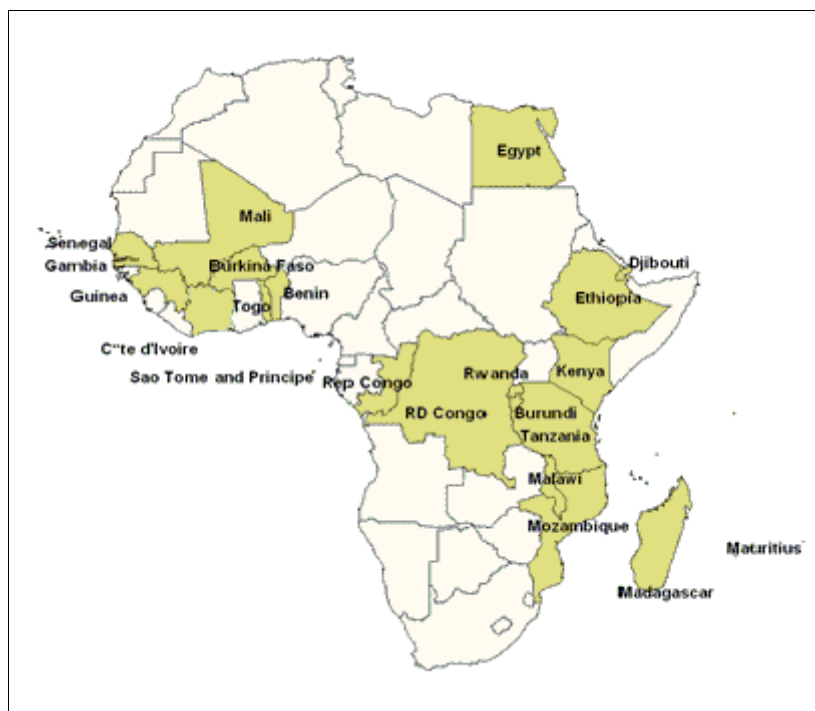 Egypt
Mali
Senegal
Gambia
Burkina Faso
Djibouti
Guinea
Togo
Benin
Ethiopia
C"te d'Ivoire
Sao Tome and Principe
Rep Congo
Rwanda
Kenya
RD Congo
Burundi
Tanzania
Malawi
Mozambique
Mauritius
Madagascar